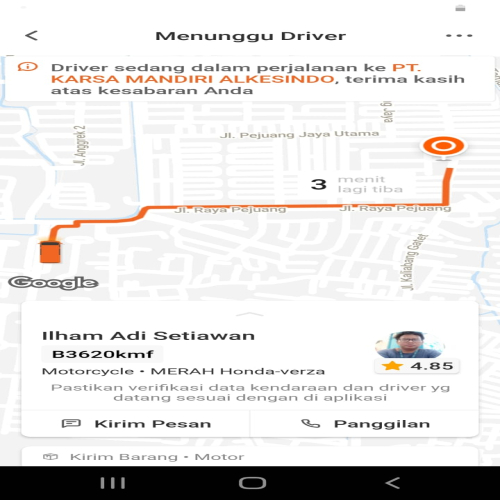 Menunggu Driver
Driver sedang dalam perjalanan ke PT.
KARSA MANDIRI ALKESINDO, terima kasih
atas kesabaran Anda
Jl. Anggrek 2
Jl. Pejuang Jaya Utama
3 menit
lagi tiba
Jl. Raya Pejuang
Jl. Raya Pejuang
Jl. Kaliabang Gatet
Google
Ilham Adi Setiawan
B3620kmf
Motorcycle • MERAH Honda-verza
4.85
Pastikan verifikasi data kendaraan dan driver yg
datang sesuai dengan di aplikasi
Kirim Pesan
Panggilan
Kirim Barang • Motor